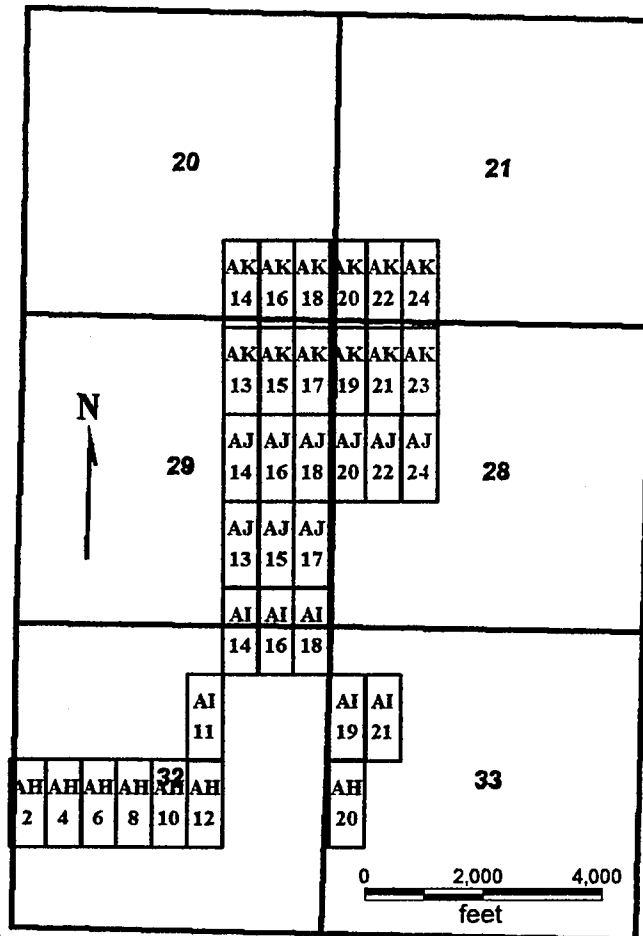 20
21
AK AK AK AK AK AK
14 16 18 20 22 24
AK AK AK AK AK AK
13 15 17 19 21 23
N
AJ AJ AJ AJ AJ AJ
29
28
14 16 18 20 22 24
AJ AJ AJ
13 15 17
AI AI AI
14 16 18
AI AI AI
11 19 21
32
33
AH AH AH AH AH AH AH
2 4 6 8 10 12 20
0 2,000 4,000
feet